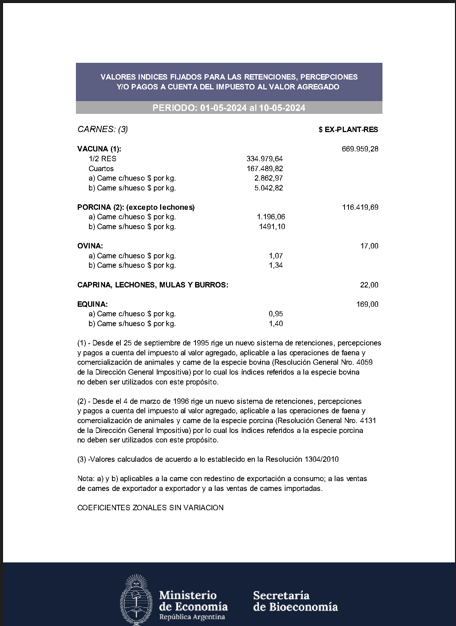 VALORES INDICES FIJADOS PARA LAS RETENCIONES, PERCEPCIONES
Y/O PAGOS A CUENTA DEL IMPUESTO AL VALOR AGREGADO
PERIODO: 01-05-2024 al 10-05-2024
CARNES: (3) $ EX-PLANT-RES
VACUNA (1): 669.959,28
1/2 RES 334.979,64
Cuartos 167.489,82
a) Carne c/hueso $ por kg. 2.862,97
b) Carne s/hueso $ por kg. 5.042,82
PORCINA (2): (excepto lechones) 116.419,69
a) Carne c/hueso $ por kg. 1.196,06
b) Carne s/hueso $ por kg. 1491,10
OVINA: 17,00
a) Carne c/hueso $ por kg. 1,07
b) Carne s/hueso $ por kg. 1,34
CAPRINA, LECHONES, MULAS Y BURROS: 22,00
EQUINA: 169,00
a) Carne c/hueso $ por kg. 0,95
b) Carne s/hueso $ por kg. 1,40
(1) - Desde el 25 de septiembre de 1995 rige un nuevo sistema de retenciones, percepciones
y pagos a cuenta del impuesto al valor agregado, aplicable a las operaciones de faena y
comercialización de animales y carne de la especie bovina (Resolución General Nro. 4059
de la Dirección General Impositiva) por lo cual los índices referidos a la especie bovina
no deben ser utilizados con este propósito.
(2) - Desde el 4 de marzo de 1996 rige un nuevo sistema de retenciones, percepciones
y pagos a cuenta del impuesto al valor agregado, aplicable a las operaciones de faena y
comercialización de animales y carne de la especie porcina (Resolución General Nro. 4131
de la Dirección General Impositiva) por lo cual los índices referidos a la especie porcina
no deben ser utilizados con este propósito.
(3) -Valores calculados de acuerdo a lo establecido en la Resolución 1304/2010
Nota: a) y b) aplicables a la carne con redestino de exportación a consumo; a las ventas
de carnes de exportador a exportador y a las ventas de carnes importadas.
COEFICIENTES ZONALES SIN VARIACION
Ministerio
de Economía
República Argentina
Secretaría
de Bioeconomía